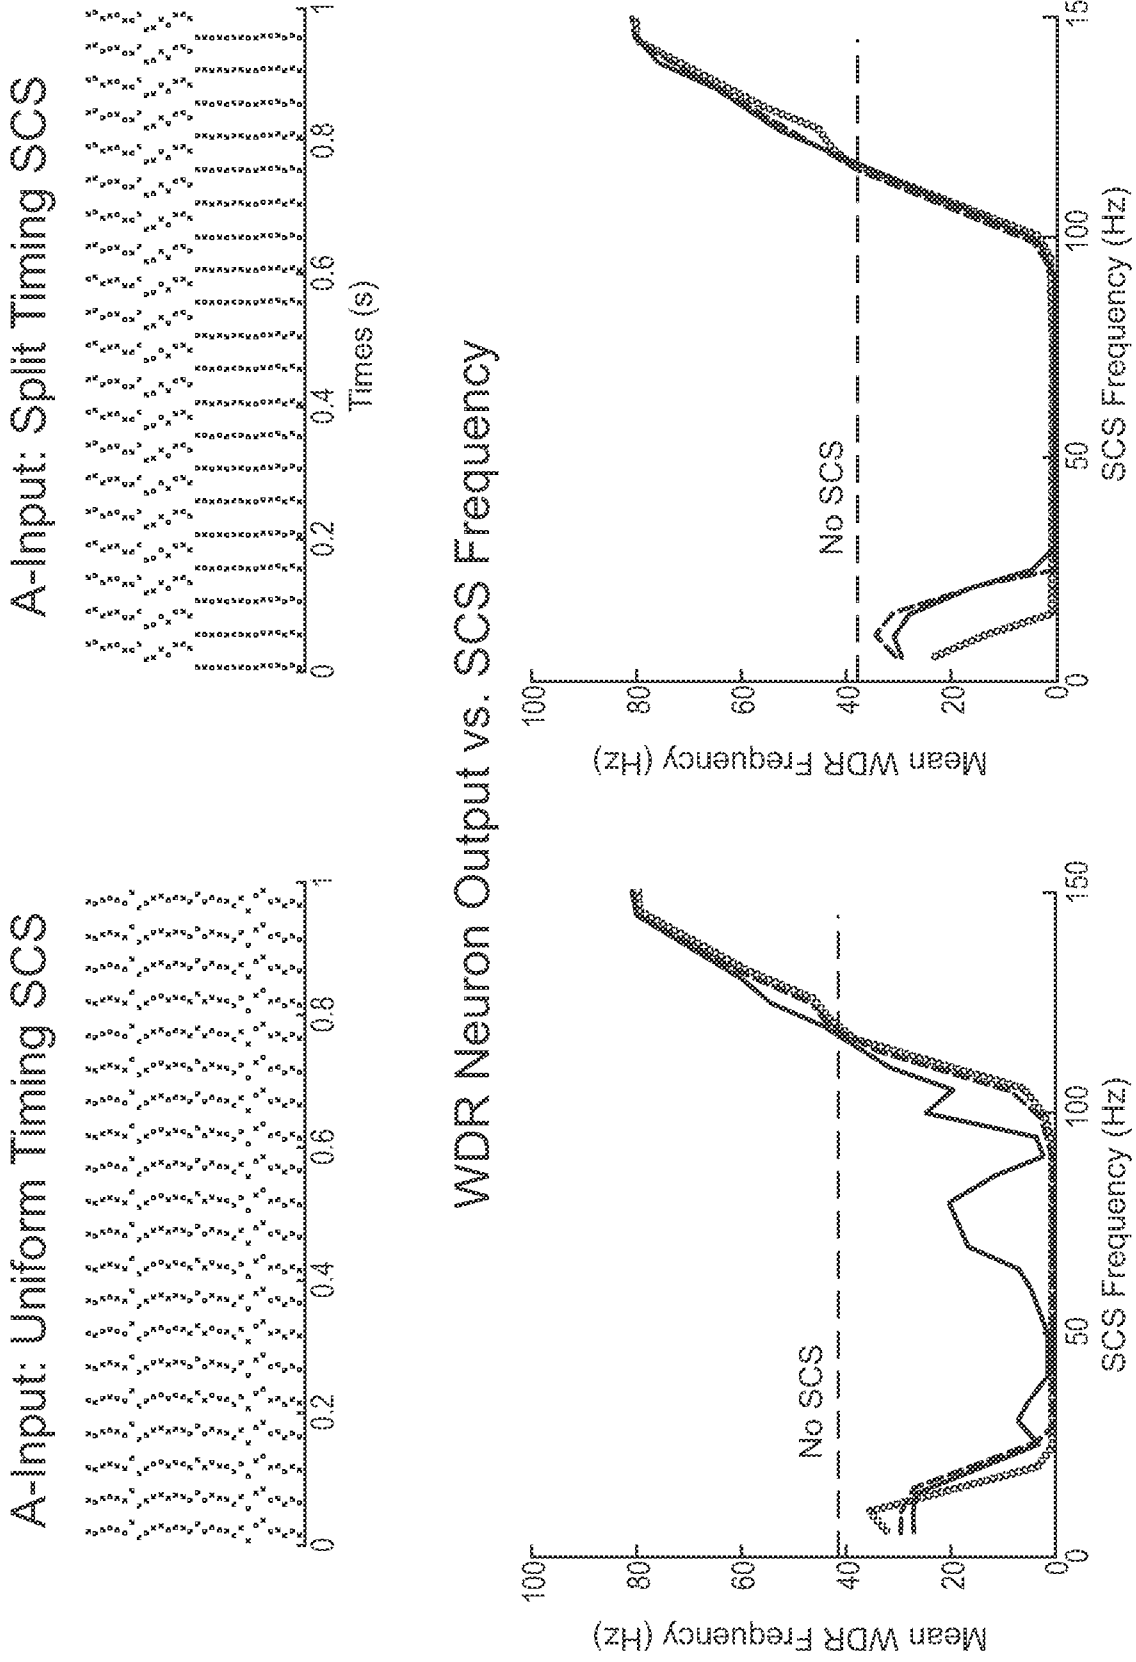 A-Input: Uniform Timing SCS
A-Input: Split Timing SCS
0 0.2 0.4 0.6 0.8 1
0 0.2 0.4 0.6 0.8 1
Times (s)
WDR Neuron Output vs. SCS Frequency
Mean WDR Frequency
(Hz)
100
80
60
40
20
0
No SCS
0 50 100 150
SCS Frequency (Hz)
Mean WDR Frequency
(Hz)
100
80
60
40
20
0
No SCS
0 50 100 15
SCS Frequency (Hz)